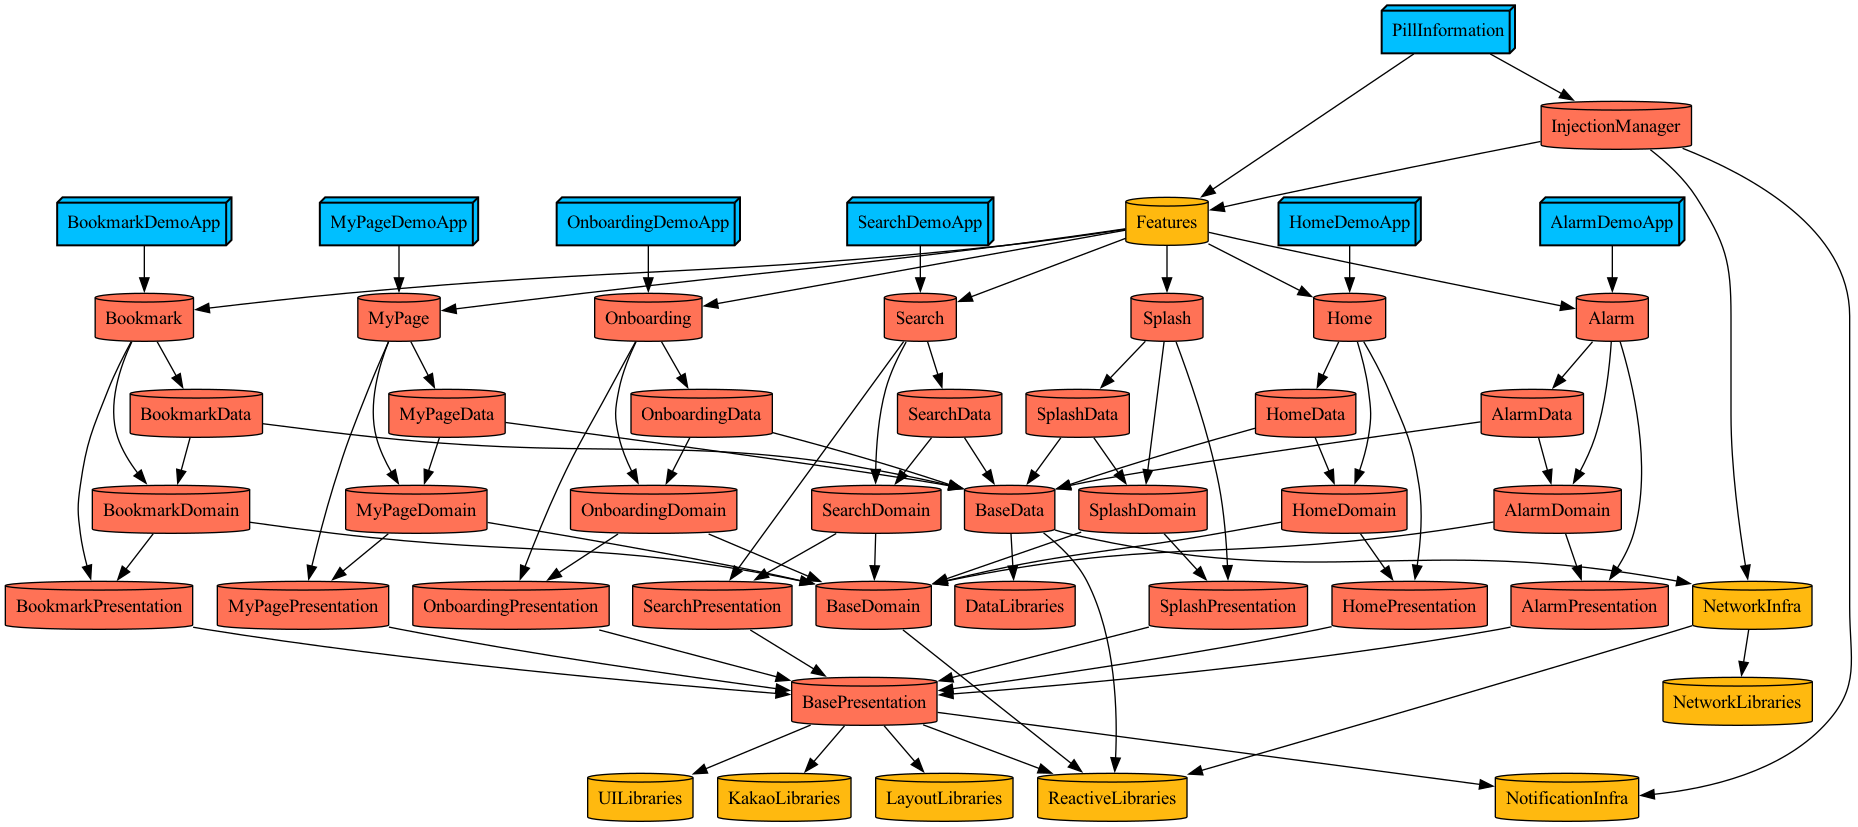 PillInformation
InjectionManager
BookmarkDemoApp
MyPageDemoApp
OnboardingDemoApp
SearchDemoApp
Features
HomeDemoApp
AlarmDemoApp
Bookmark
MyPage
Onboarding
Search
Splash
Home
Alarm
BookmarkData
MyPageData
OnboardingData
SearchData
SplashData
HomeData
AlarmData
BookmarkDomain
MyPageDomain
OnboardingDomain
SearchDomain
BaseData
SplashDomain
HomeDomain
AlarmDomain
BookmarkPresentation
MyPagePresentation
OnboardingPresentation
SearchPresentation
BaseDomain
DataLibraries
SplashPresentation
HomePresentation
AlarmPresentation
NetworkInfra
BasePresentation
NetworkLibraries
UILibraries
KakaoLibraries
LayoutLibraries
ReactiveLibraries
NotificationInfra